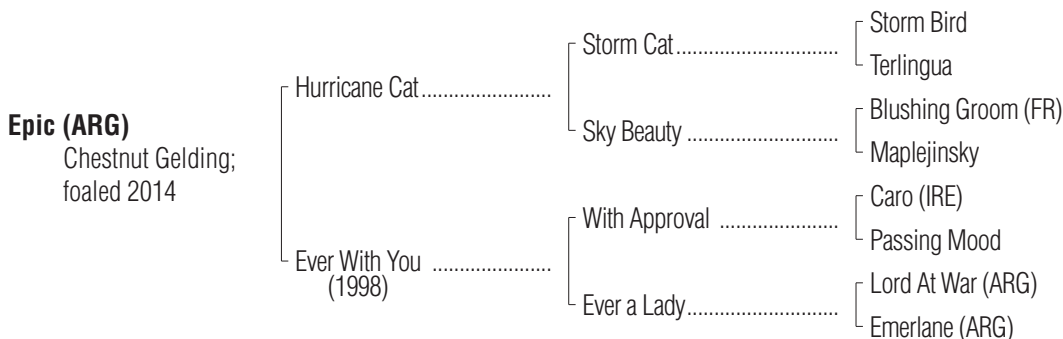 Epic (ARG)
Chestnut Gelding;
foaled 2014
Hurricane Cat
Ever With You
(1998)
Storm Cat
Sky Beauty
With Approval
Ever a Lady
Storm Bird
Terlingua
Blushing Groom (FR)
Maplejinsky
Caro (IRE)
Passing Mood
Lord At War (ARG)
Emerlane (ARG)